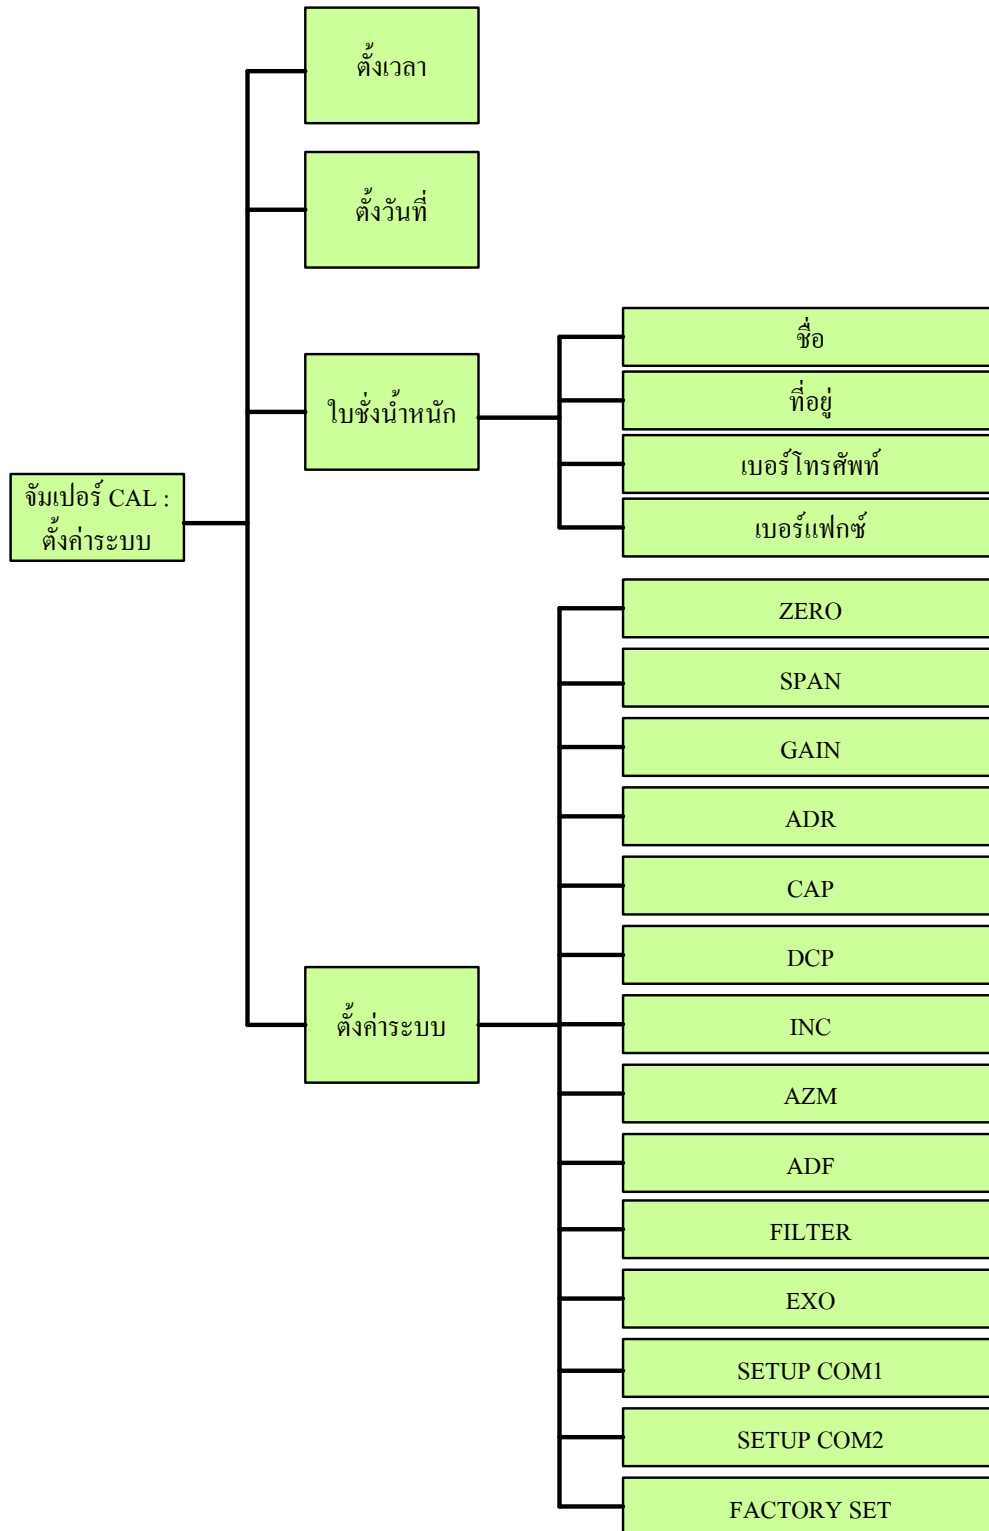 ตั้งเวลา
ตั้งวันที่
ใบชั่งน้ำหนัก
ชื่อ
ที่อยู่
เบอร์โทรศัพท์
เบอร์แฟกซ์
จัมเปอร์ CAL :
ตั้งค่าระบบ
ตั้งค่าระบบ
ZERO
SPAN
GAIN
ADR
CAP
DCP
INC
AZM
ADF
FILTER
EXO
SETUP COM1
SETUP COM2
FACTORY SET